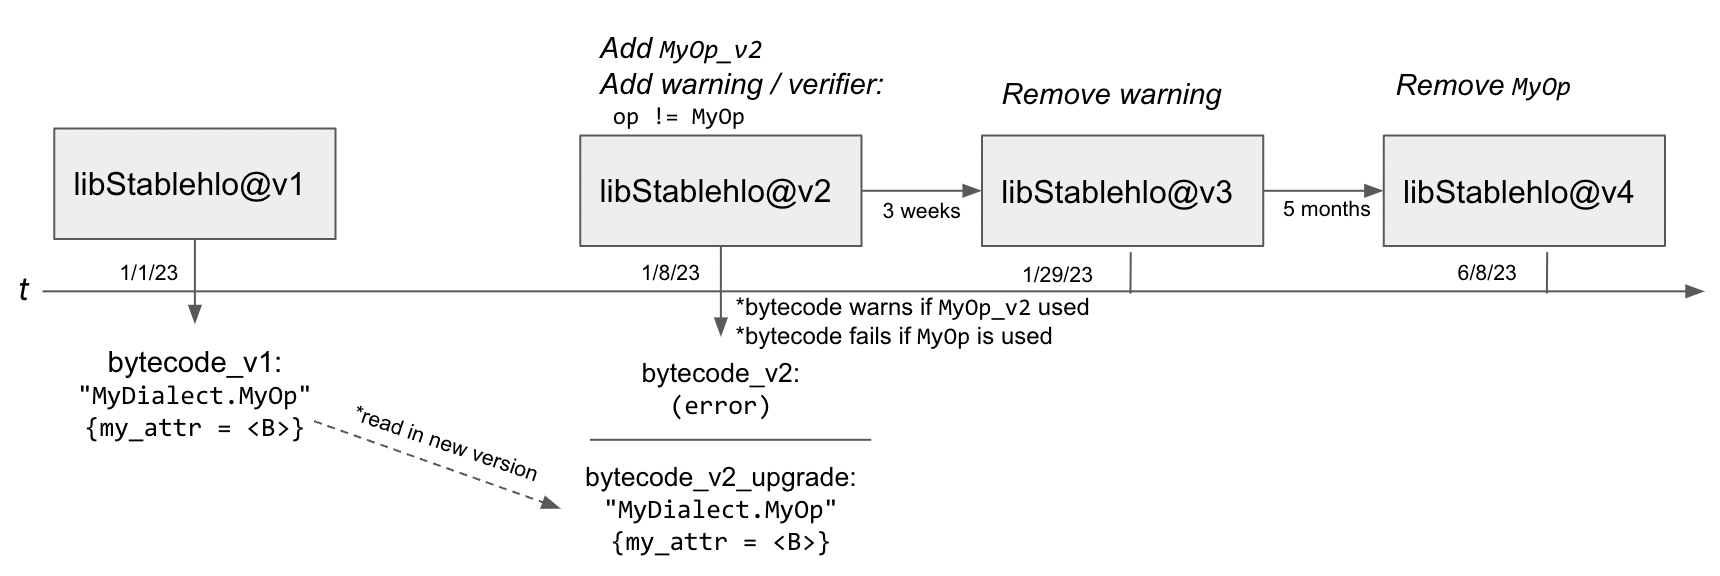 Add MyOp_v2
Add warning / verifier:
op != MyOp
Remove warning
Remove MyOp
libStablehlo@v1
libStablehlo@v2
3 weeks
libStablehlo@v3
5 months
libStablehlo@v4
t
1/1/23
1/8/23
1/29/23
6/8/23
*bytecode warns if MyOp_v2 used
*bytecode fails if MyOp is used
bytecode_v1:
"MyDialect.MyOp"
{my_attr = <B>}
*read in new version
bytecode_v2:
(error)
bytecode_v2_upgrade:
"MyDialect.MyOp"
{my_attr = <B>}